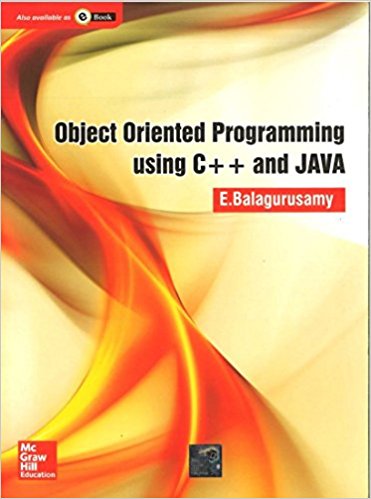 Also available as e Book
Object Oriented Programming
using C++ and JAVA
E.Balagurusamy
Mc
Graw
Hill
Education